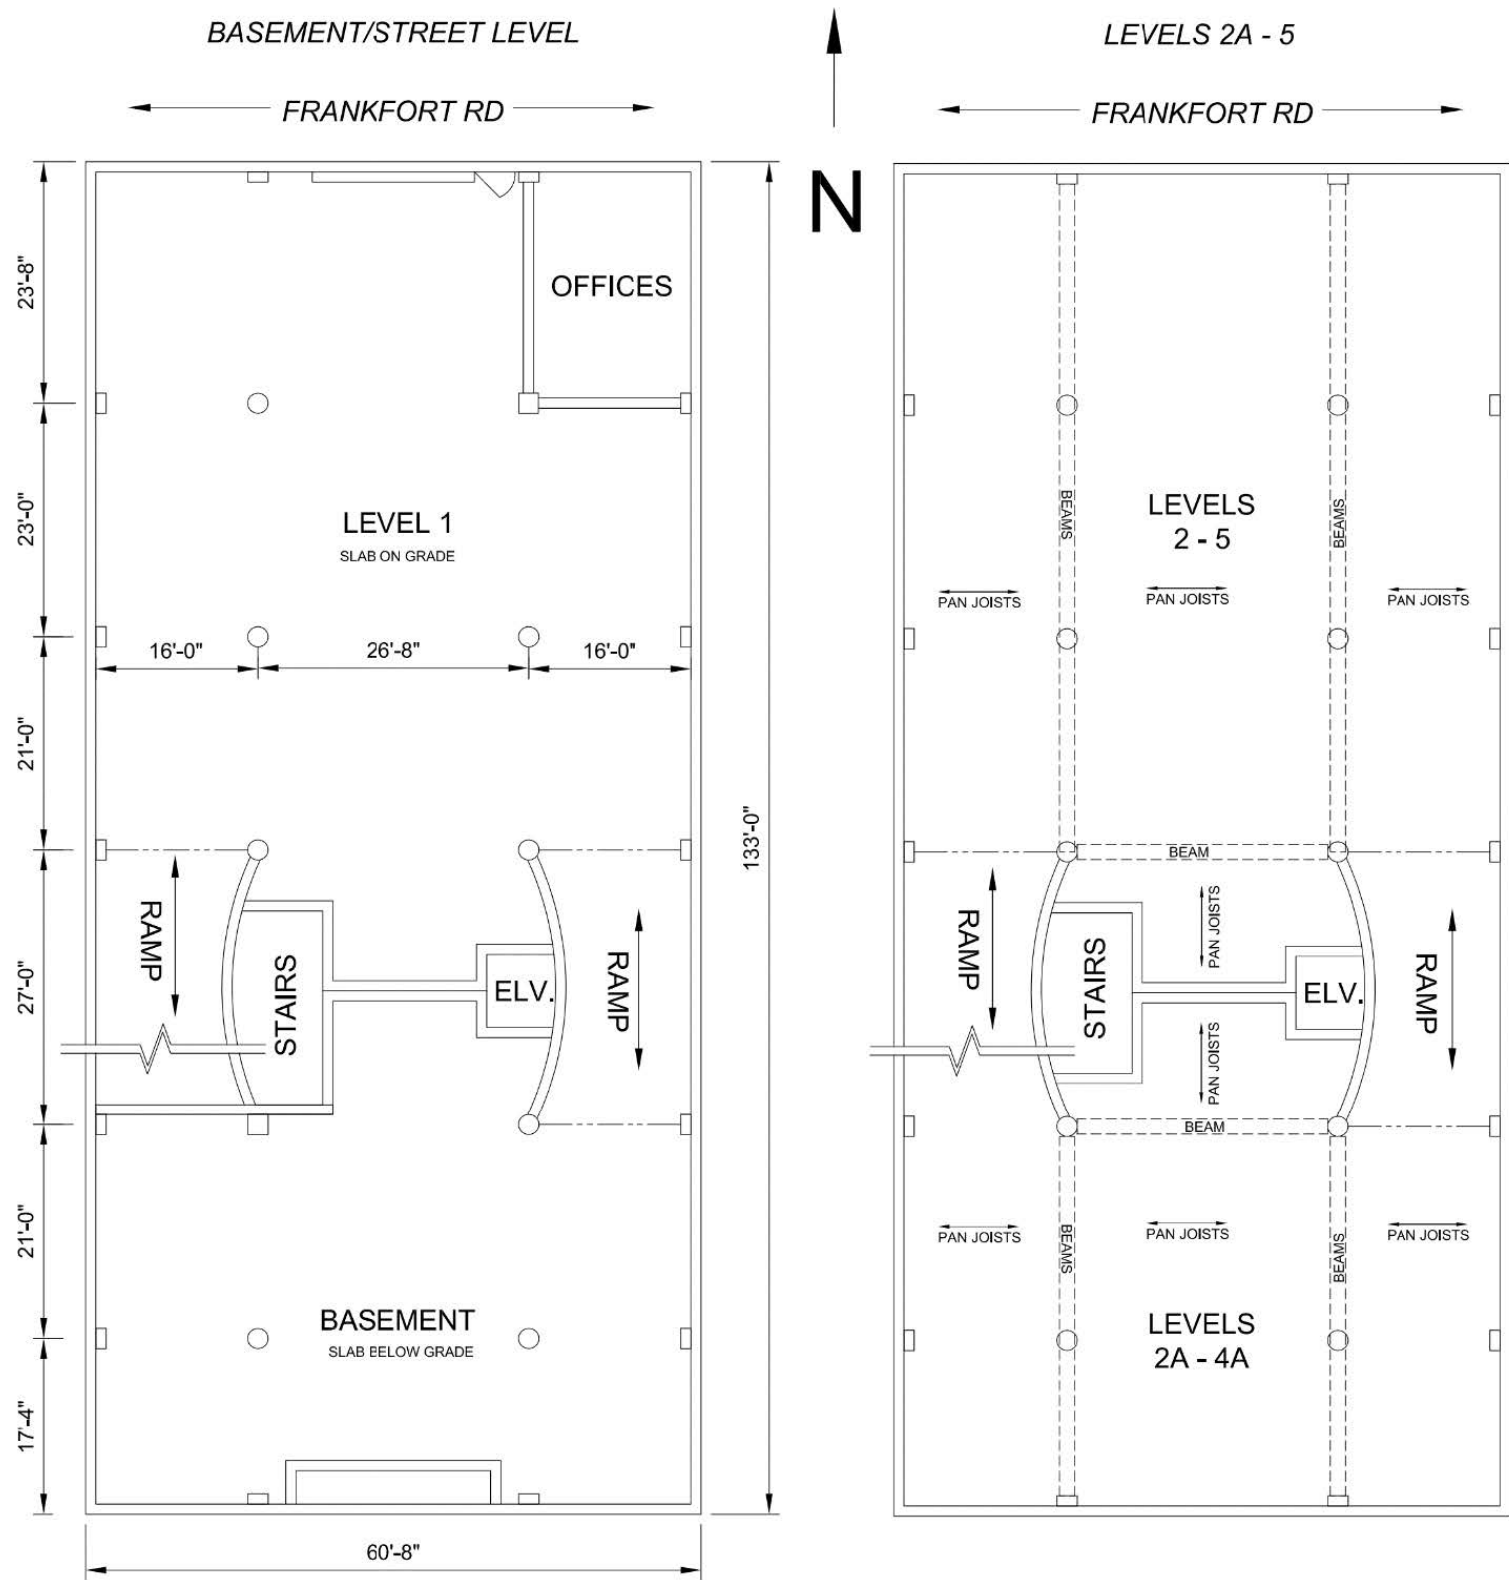 BASEMENT/STREET LEVEL
FRANKFORT RD
23'-8"
23'-0"
21'-0"
27'-0"
21'-0"
17'-4"
OFFICES
LEVEL 1
SLAB ON GRADE
16'-0"
26'-8"
16'-0"
133'-0"
RAMP
STAIRS
ELV.
RAMP
BASEMENT
SLAB BELOW GRADE
60'-8"
N
LEVELS 2A - 5
FRANKFORT RD
BEAMS
LEVELS
2 - 5
BEAMS
PAN JOISTS
PAN JOISTS
PAN JOISTS
BEAM
RAMP
STAIRS
PAN JOISTS
ELV.
RAMP
PAN JOISTS
BEAM
PAN JOISTS
BEAMS
PAN JOISTS
BEAMS
PAN JOISTS
LEVELS
2A - 4A